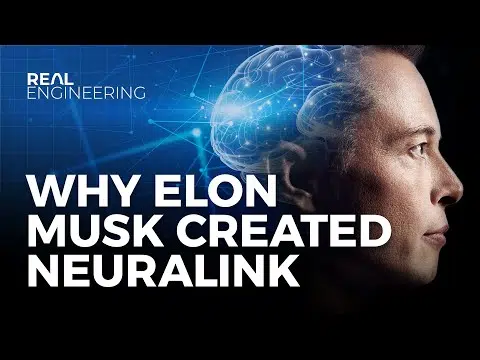 REAL
ENGINEERING
WHY ELON
MUSK CREATED
NEURALINK